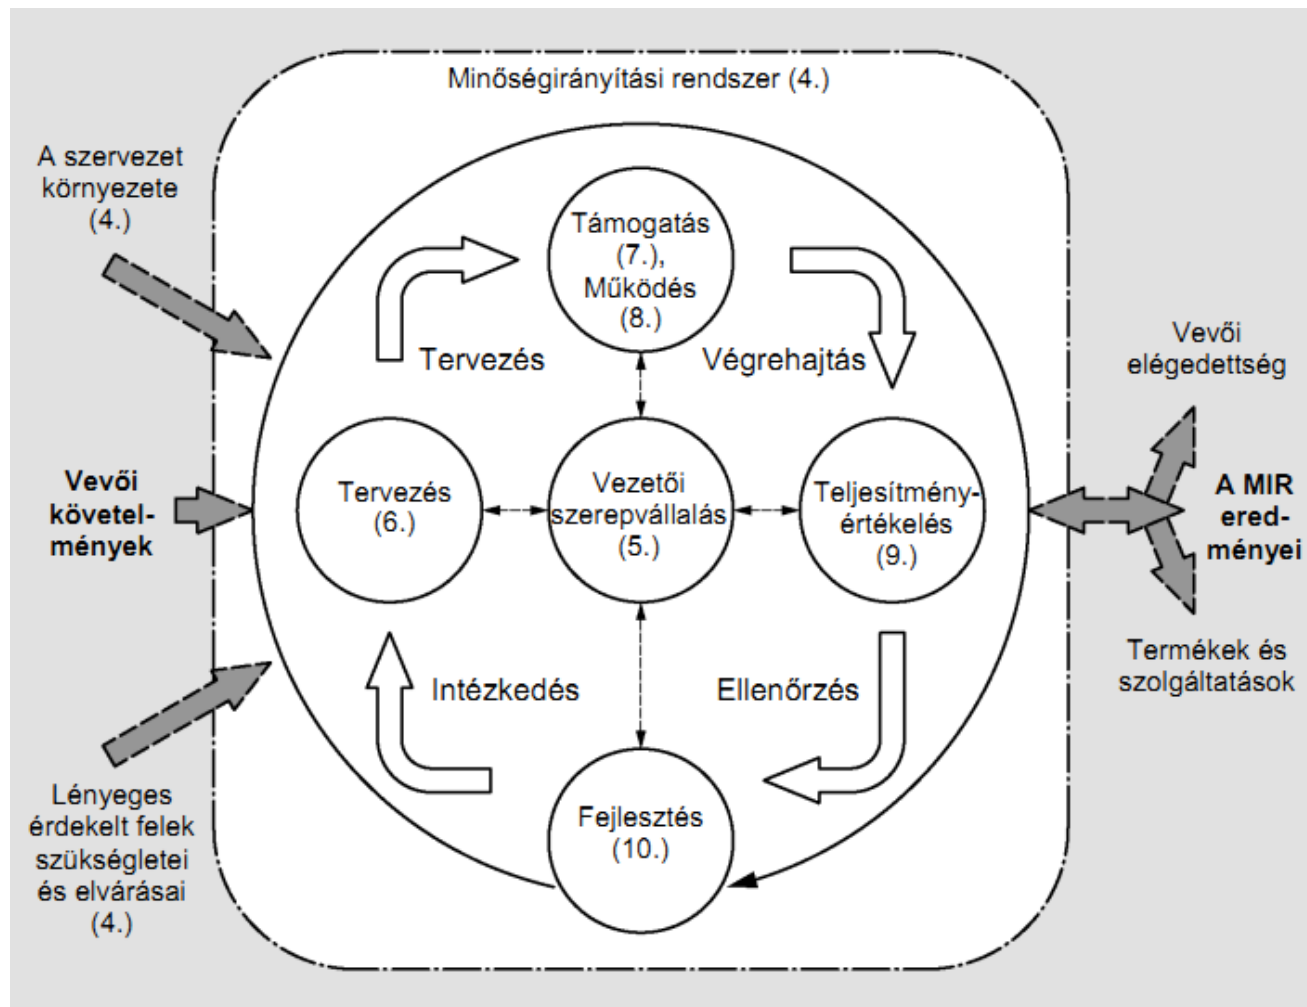 Minőségirányítási rendszer (4.)
A szervezet
környezete
(4.)
Támogatás
(7.),
Működés
(8.)
Tervezés
Végrehajtás
Vevői
elégedettség
Vevői
követel-
mények
Tervezés
(6.)
Vezetői
szerepvállalás
(5.)
Teljesítmény-
értékelés
(9.)
A MIR
ered-
ményei
Intézkedés
Ellenőrzés
Termékek és
szolgáltatások
Lényeges
érdekelt felek
szükségletei
és elvárásai
(4.)
Fejlesztés
(10.)